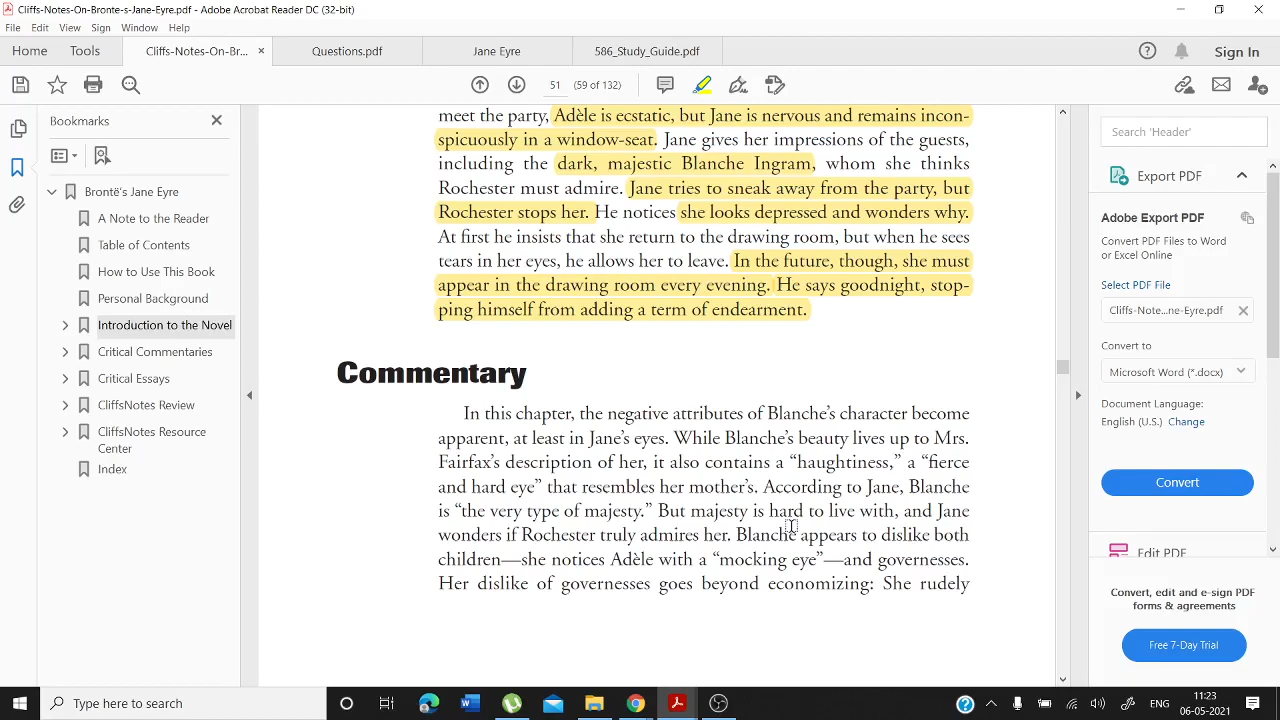 Cliffs-Notes-On-Bronte-s-Jane-Eyre.pdf - Adobe Acrobat Reader DC (32-bit)
File Edit View Sign Window Help
Home Tools Cliffs-Notes-On-Br... × Questions.pdf Jane Eyre 586_Study_Guide.pdf Sign In
51 (59 of 132)
Bookmarks
Brontë's Jane Eyre
A Note to the Reader
Table of Contents
How to Use This Book
Personal Background
Introduction to the Novel
Critical Commentaries
Critical Essays
CliffsNotes Review
CliffsNotes Resource
Center
Index
meet the party, Adèle is ecstatic, but Jane is nervous and remains incon-
spicuously in a window-seat. Jane gives her impressions of the guests,
including the dark, majestic Blanche Ingram, whom she thinks
Rochester must admire. Jane tries to sneak away from the party, but
Rochester stops her. He notices she looks depressed and wonders why.
At first he insists that she return to the drawing room, but when he sees
tears in her eyes, he allows her to leave. In the future, though, she must
appear in the drawing room every evening. He says goodnight, stop-
ping himself from adding a term of endearment.
Commentary
In this chapter, the negative attributes of Blanche's character become
apparent, at least in Jane's eyes. While Blanche's beauty lives up to Mrs.
Fairfax's description of her, it also contains a “haughtiness,” a “fierce
and hard eye” that resembles her mother's. According to Jane, Blanche
is “the very type of majesty.” But majesty is hard to live with, and Jane
wonders if Rochester truly admires her. Blanche appears to dislike both
children—she notices Adèle with a “mocking eye”—and governesses.
Her dislike of governesses goes beyond economizing: She rudely
Search 'Header'
Export PDF
Adobe Export PDF
Convert PDF Files to Word
or Excel Online
Select PDF File
Cliffs-Note...ne-Eyre.pdf
Convert to
Microsoft Word (*.docx)
Document Language:
English (U.S.) Change
Convert
Edit PDF
Convert, edit and e-sign PDF
forms & agreements
Free 7-Day Trial
Type here to search
ENG
11:23
06-05-2021